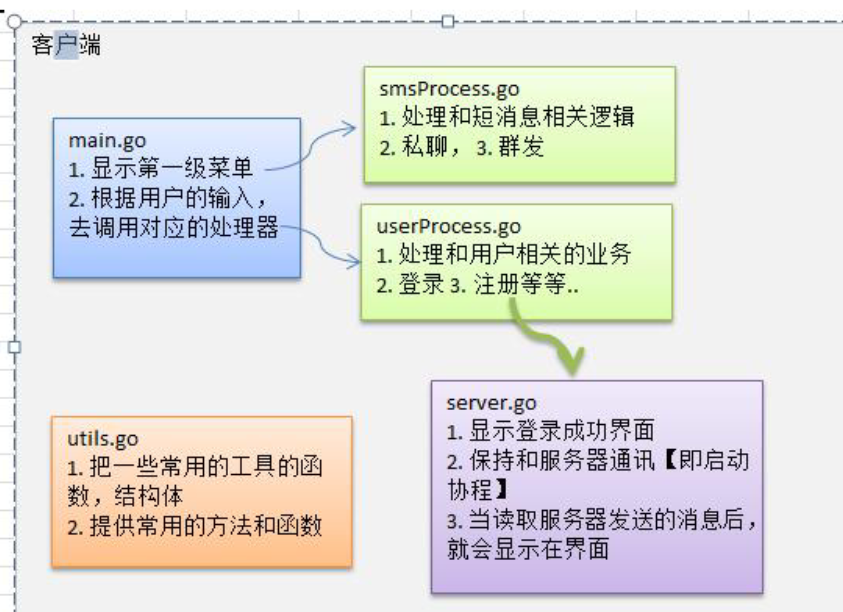 客户端
main.go
1. 显示第一级菜单
2. 根据用户的输入，
去调用对应的处理器
smsProcess.go
1. 处理和短消息相关逻辑
2. 私聊， 3. 群发
userProcess.go
1. 处理和用户相关的业务
2. 登录 3. 注册等等..
utils.go
1. 把一些常用的工具的函
数，结构体
2. 提供常用的方法和函数
server.go
1. 显示登录成功界面
2. 保持和服务器通讯【即启动
协程】
3. 当读取服务器发送的消息后，
就会显示在界面